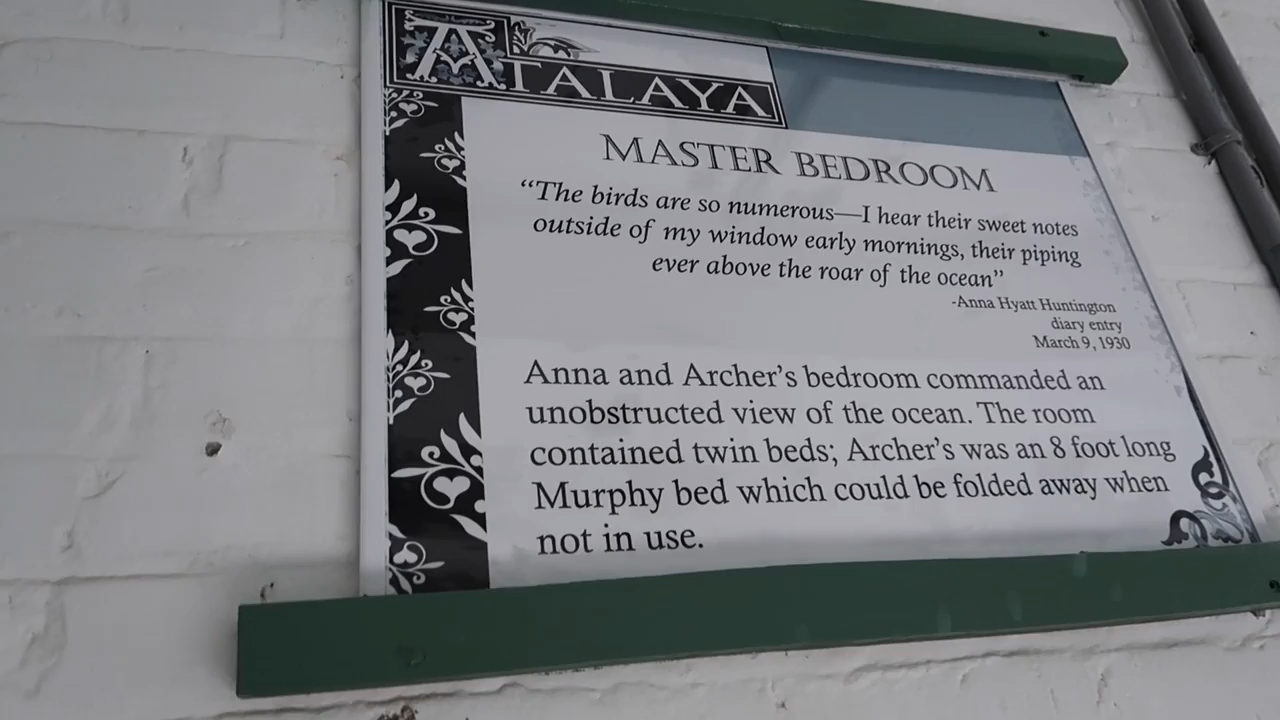 ATALAYA
MASTER BEDROOM
“The birds are so numerous—I hear their sweet notes
outside of my window early mornings, their piping
ever above the roar of the ocean”
-Anna Hyatt Huntington
diary entry
March 9, 1930
Anna and Archer’s bedroom commanded an
unobstructed view of the ocean. The room
contained twin beds; Archer’s was an 8 foot long
Murphy bed which could be folded away when
not in use.